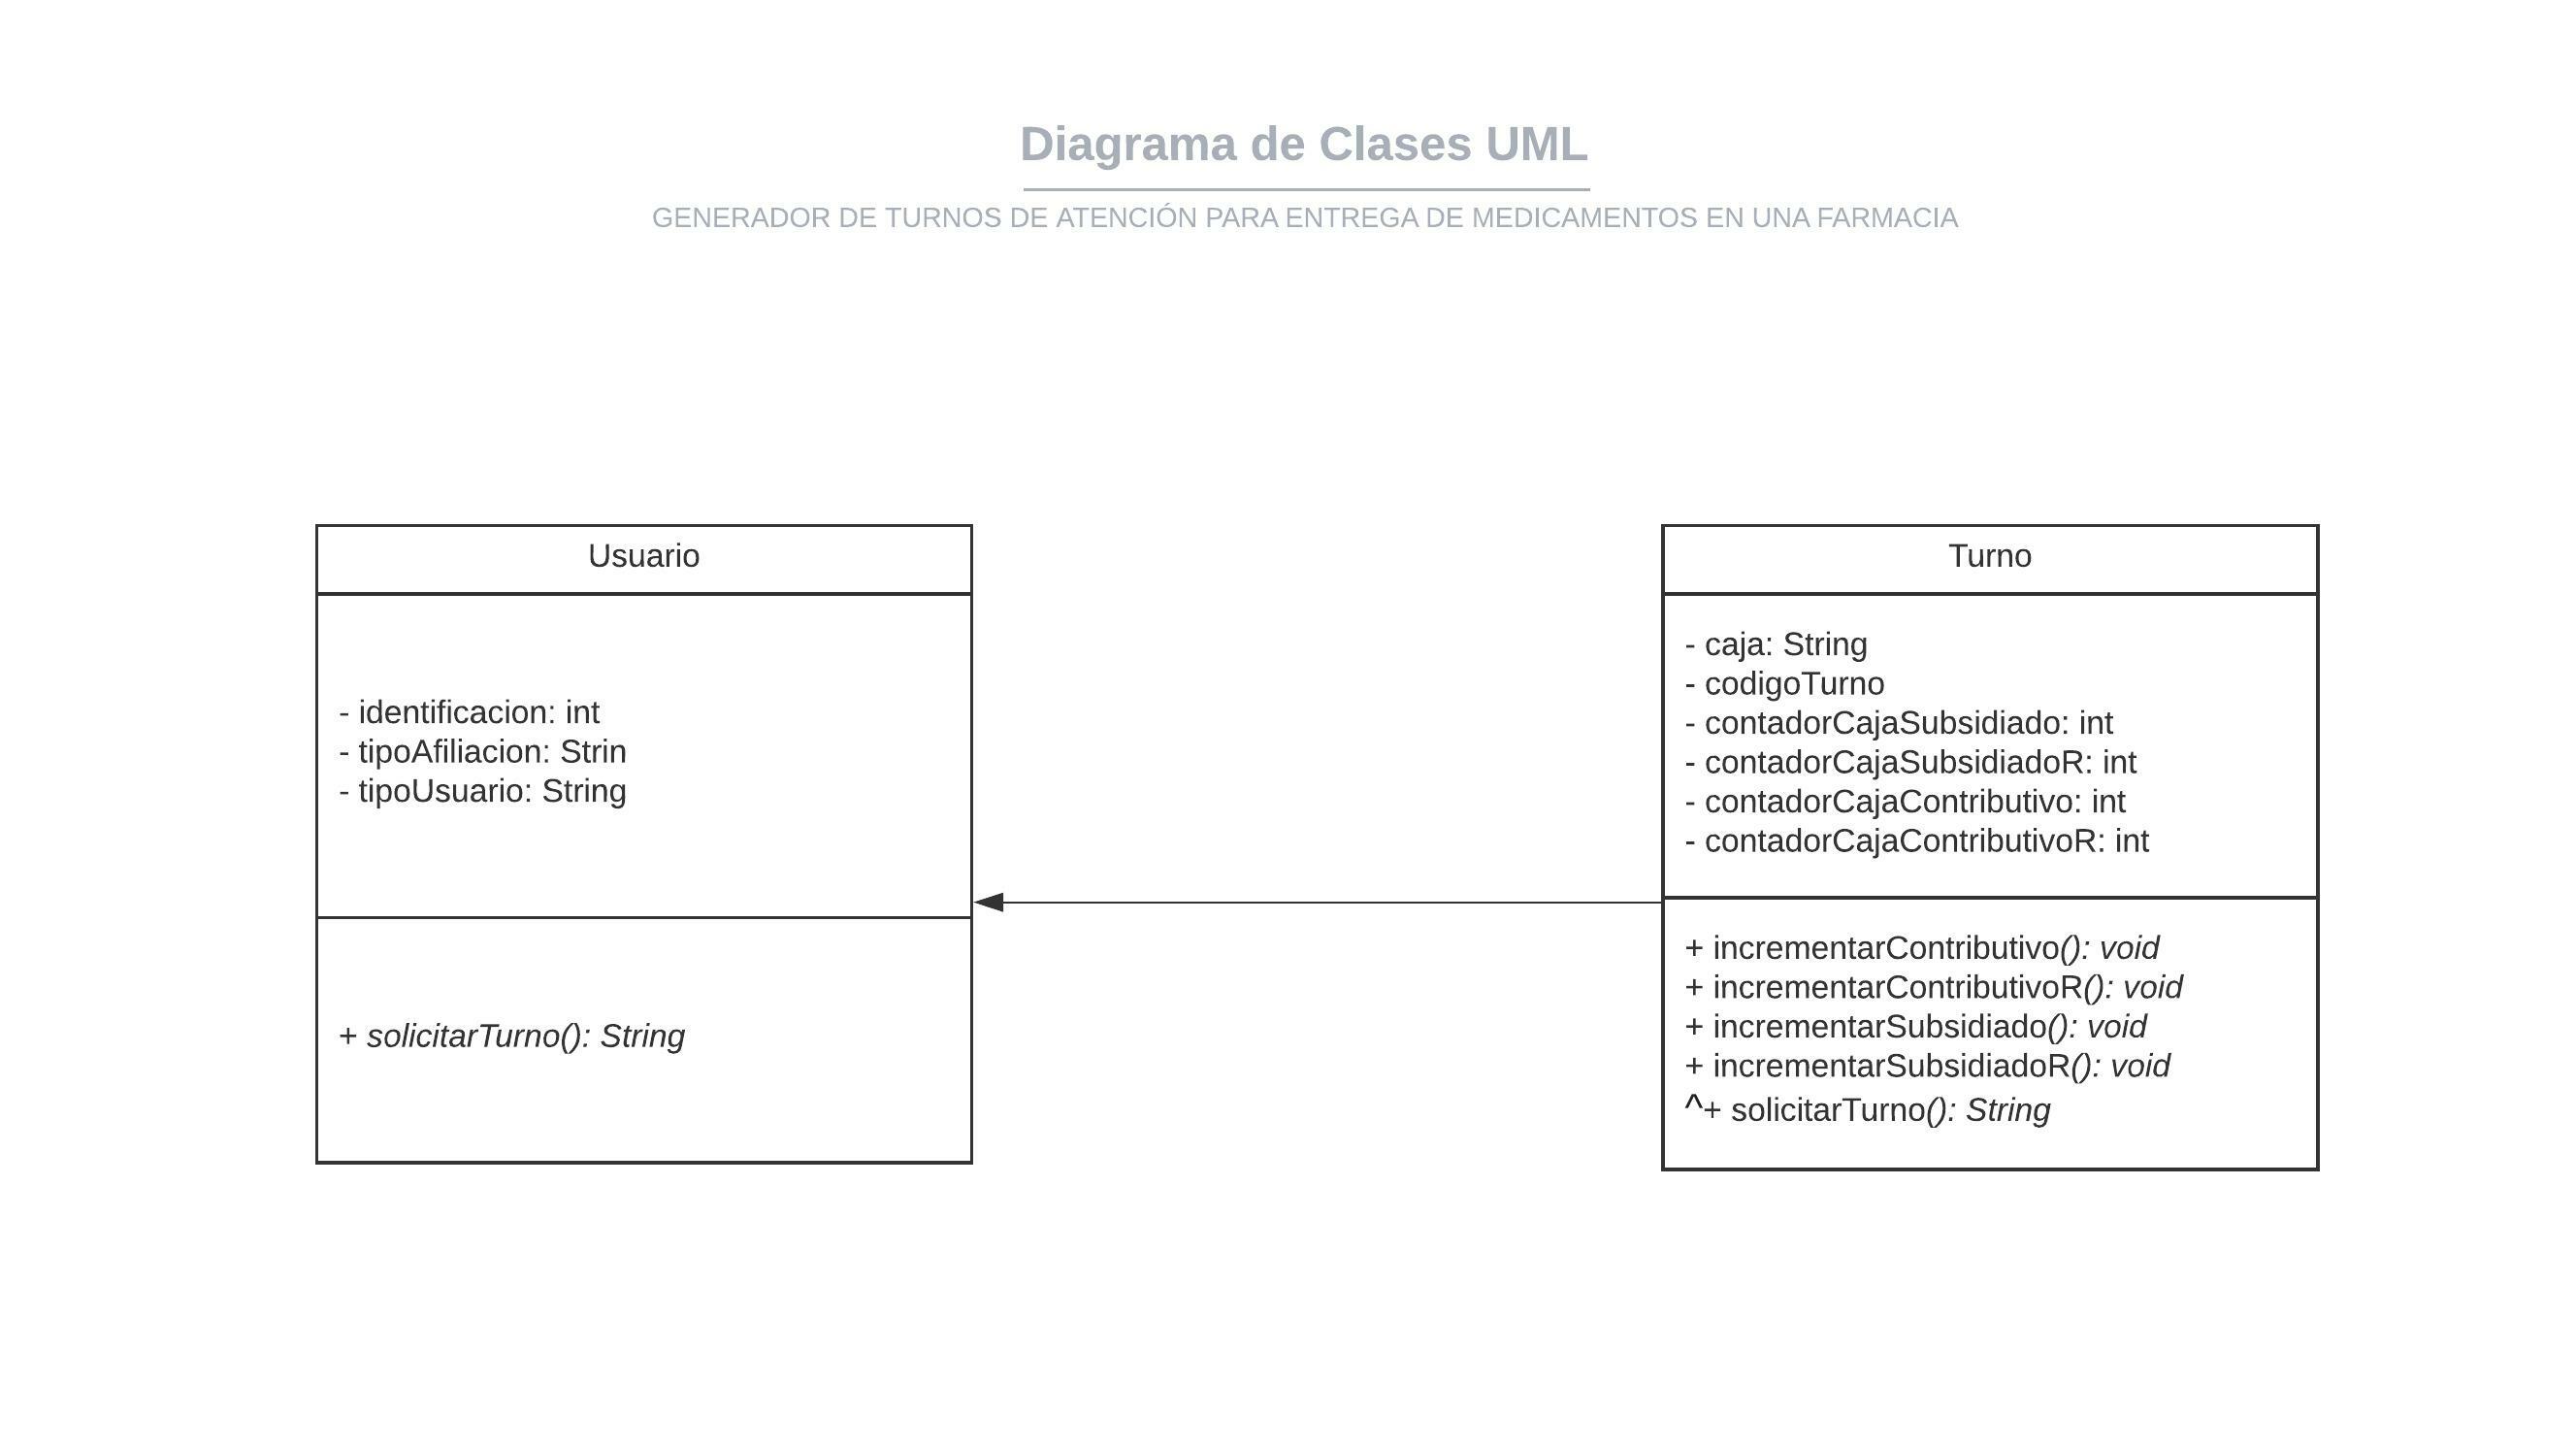 Diagrama de Clases UML
GENERADOR DE TURNOS DE ATENCIÓN PARA ENTREGA DE MEDICAMENTOS EN UNA FARMACIA
Usuario
- identificacion: int
- tipoAfiliacion: Strin
- tipoUsuario: String
+ solicitarTurno(): String
Turno
- caja: String
- codigoTurno
- contadorCajaSubsidiado: int
- contadorCajaSubsidiadoR: int
- contadorCajaContributivo: int
- contadorCajaContributivoR: int
+ incrementarContributivo(): void
+ incrementarContributivoR(): void
+ incrementarSubsidiado(): void
+ incrementarSubsidiadoR(): void
^+ solicitarTurno(): String